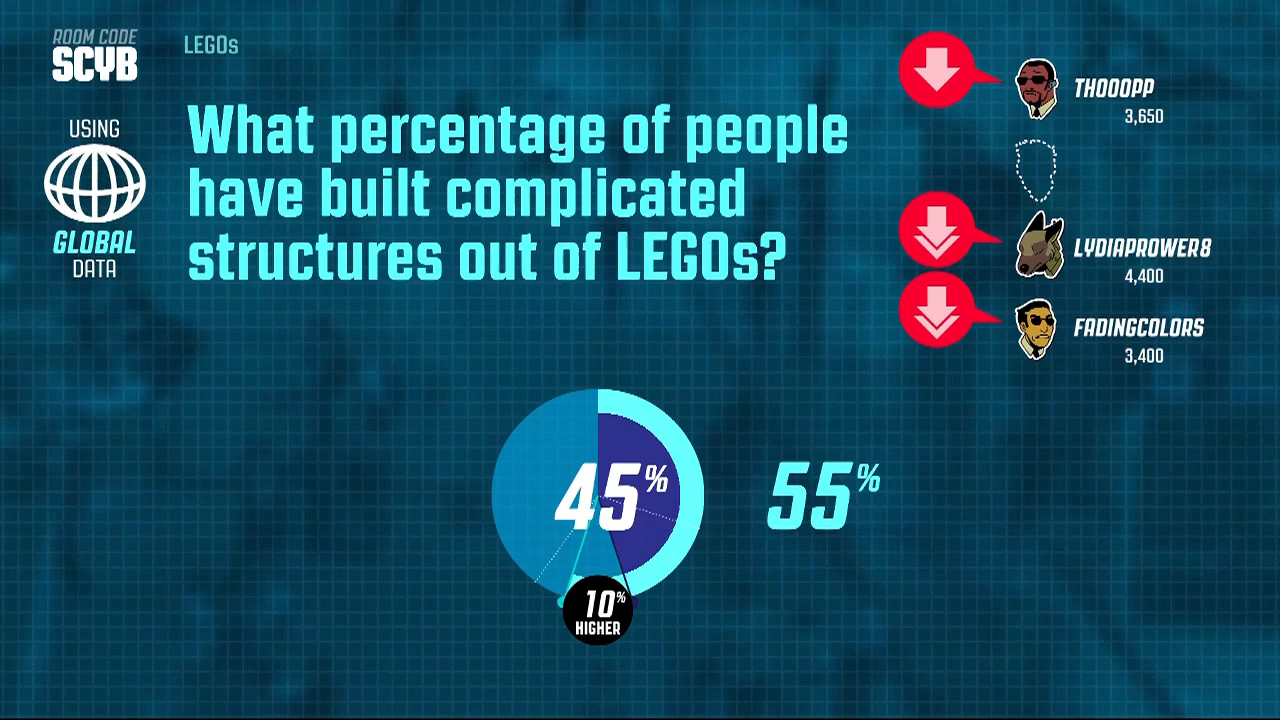 ROOM CODE
SCYB
LEGOs
USING
GLOBAL
DATA
What percentage of people
have built complicated
structures out of LEGOs?
THOOOPP
3,650
LYDIAPROWER8
4,400
FADINGCOLORS
3,400
45%
55%
10%
HIGHER